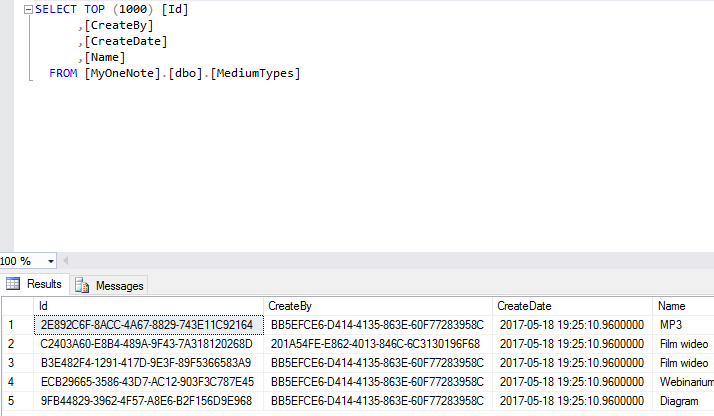 SELECT TOP (1000) [Id]
,[CreateBy]
,[CreateDate]
,[Name]
FROM [MyOneNote].[dbo].[MediumTypes]
100 %
Results Messages
Id CreateBy CreateDate Name
1 2E892C6F-8ACC-4A67-8829-743E11C92164 BB5EFCE6-D414-4135-863E-60F77283958C 2017-05-18 19:25:10.9600000 MP3
2 C2403A60-E8B4-489A-9F43-7A318120268D 201A54FE-E862-4013-846C-6C3130196F68 2017-05-18 19:25:10.9600000 Film wideo
3 B3E482F4-1291-417D-9E3F-89F5366583A9 BB5EFCE6-D414-4135-863E-60F77283958C 2017-05-18 19:25:10.9600000 Film wideo
4 ECB29665-3586-43D7-AC12-903F3C787E45 BB5EFCE6-D414-4135-863E-60F77283958C 2017-05-18 19:25:10.9600000 Webinarium
5 9FB44829-3962-4F57-A8E6-B2F156D9E968 BB5EFCE6-D414-4135-863E-60F77283958C 2017-05-18 19:25:10.9600000 Diagram